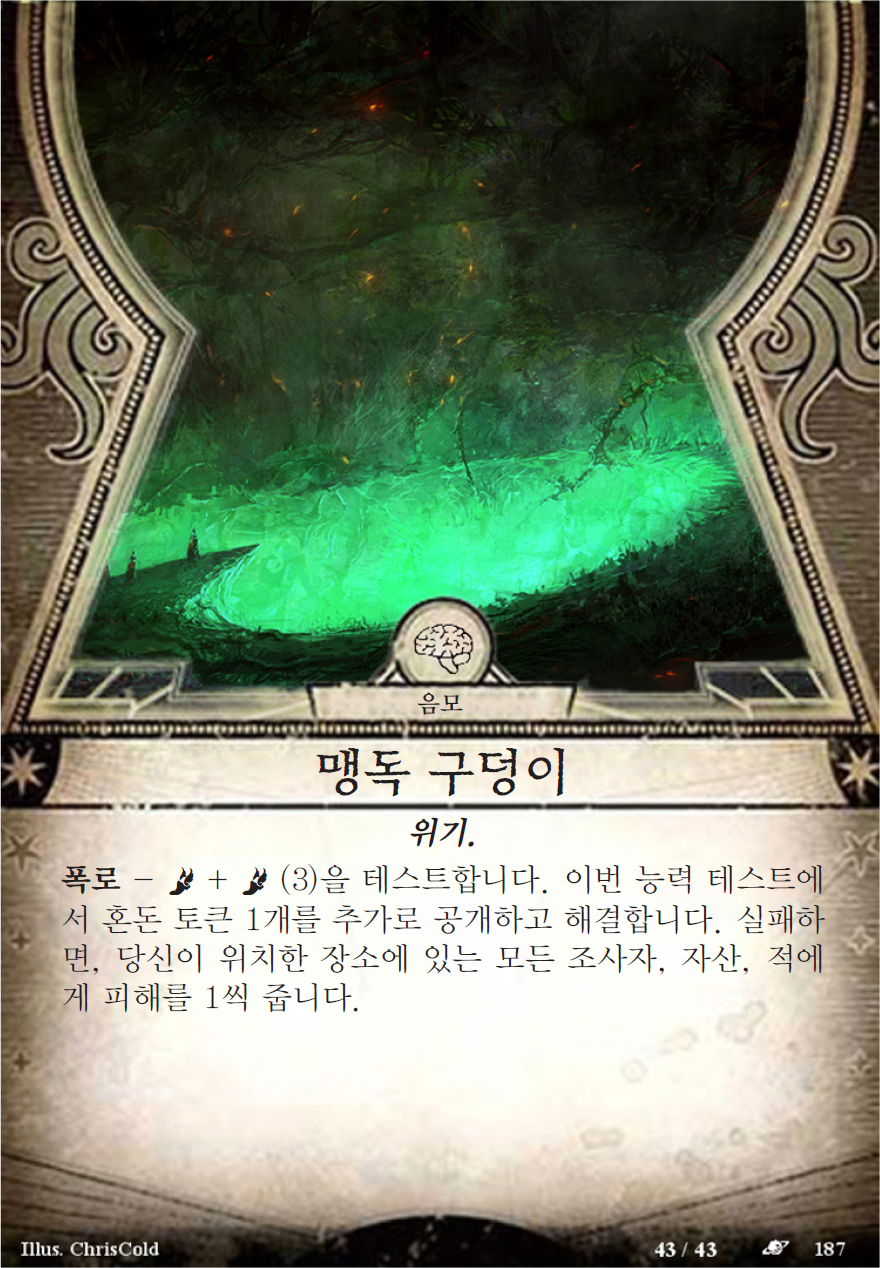 음모
맹독 구덩이
위기.
폭로 – + (3)을 테스트합니다. 이번 능력 테스트에
서 혼돈 토큰 1개를 추가로 공개하고 해결합니다. 실패하
면, 당신이 위치한 장소에 있는 모든 조사자, 자산, 적에
게 피해를 1씩 줍니다.
Illus. ChrisCold
43 / 43
187